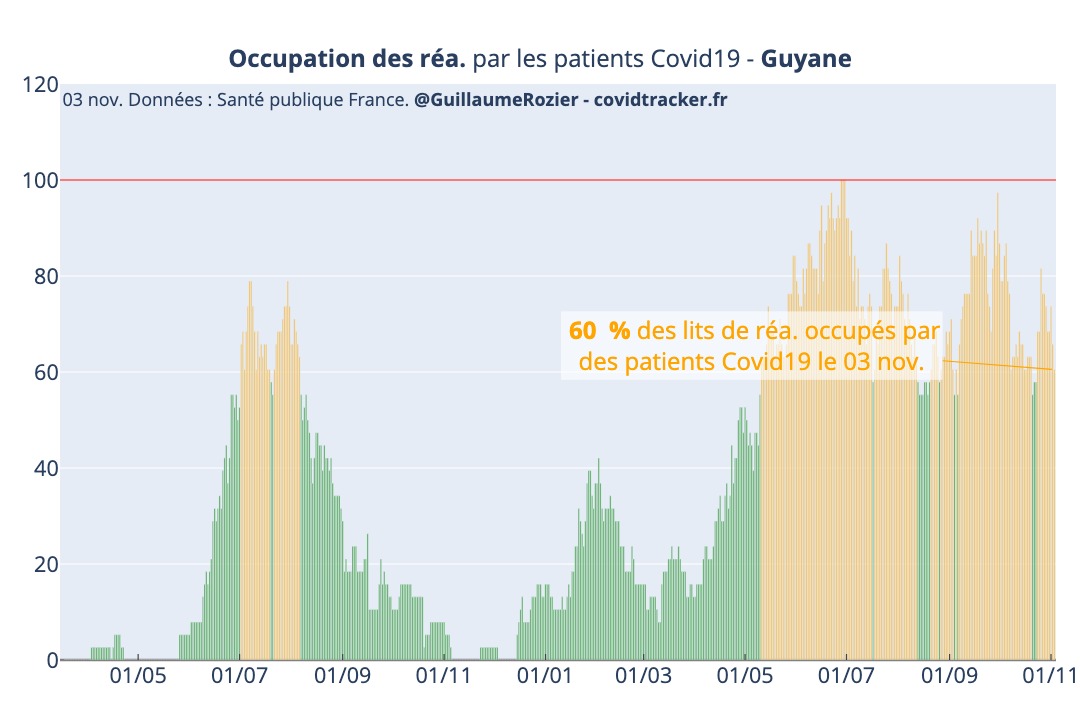 Occupation des réa. par les patients Covid19 - Guyane
120
03 nov. Données : Santé publique France. @GuillaumeRozier - covidtracker.fr
100
80
60 % des lits de réa. occupés par
des patients Covid19 le 03 nov.
60
40
20
0
01/05 01/07 01/09 01/11 01/01 01/03 01/05 01/07 01/09 01/11